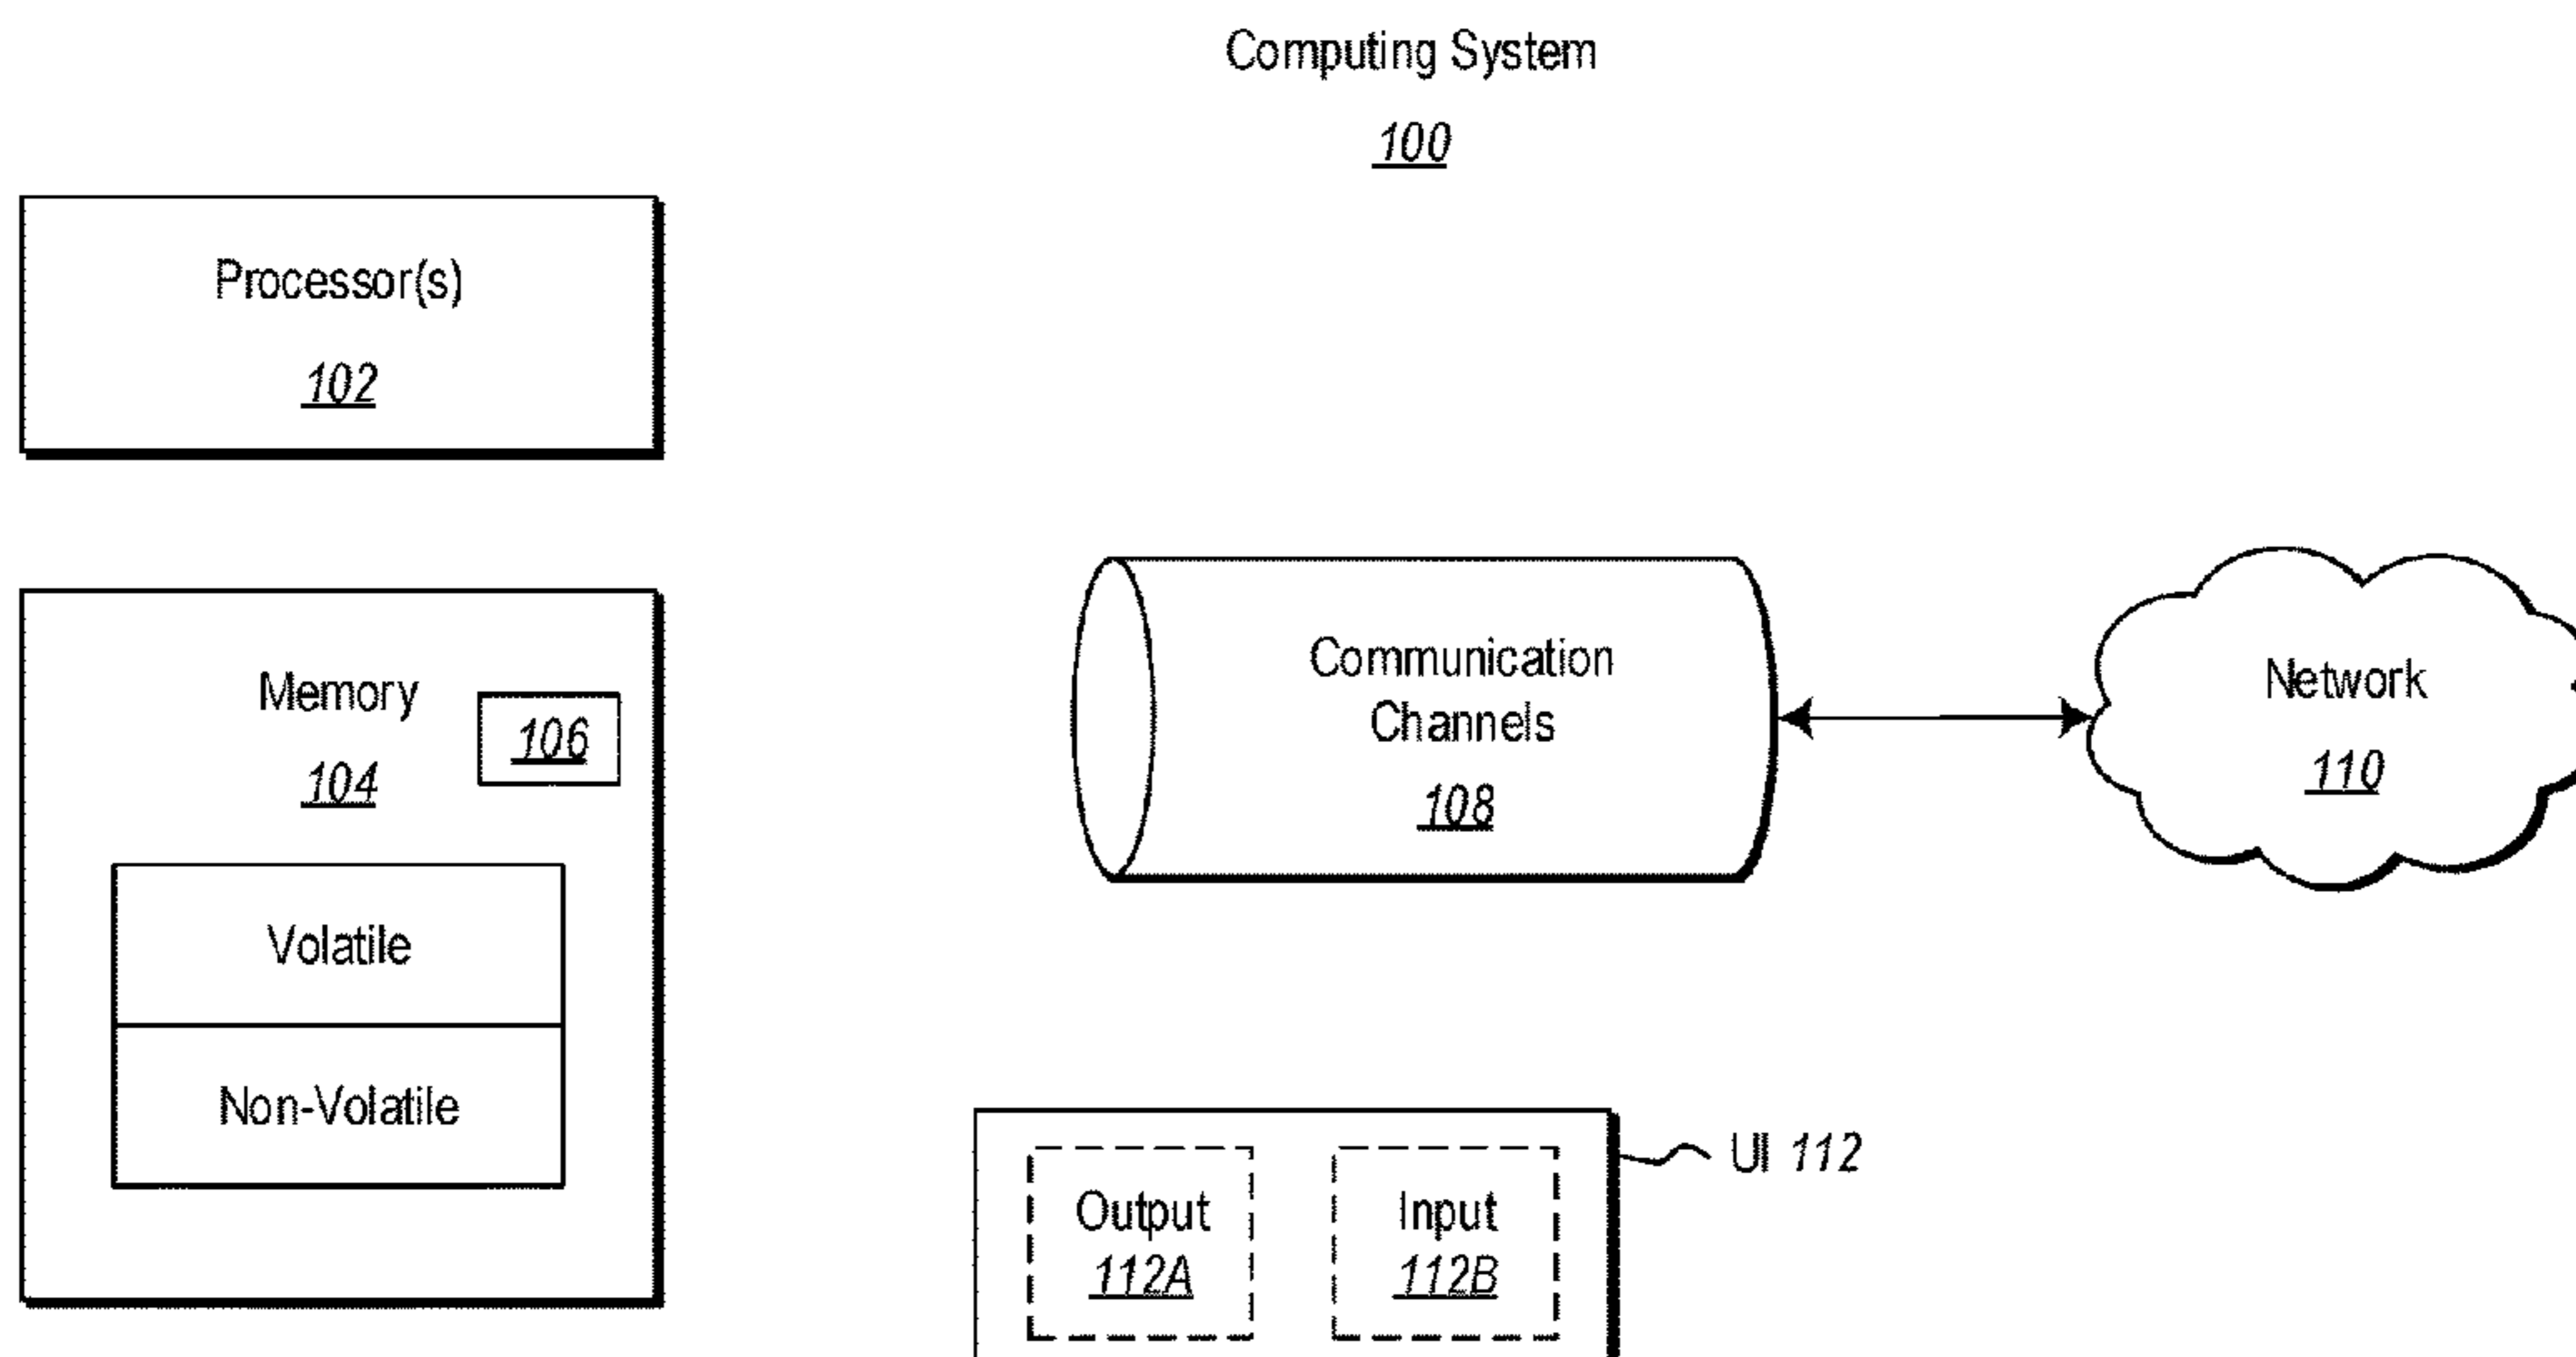 Computing System
100
Processor(s)
102
Memory
104
106
Volatile
Non-Volatile
Communication
Channels
108
Network
110
UI 112
Output
112A
Input
112B